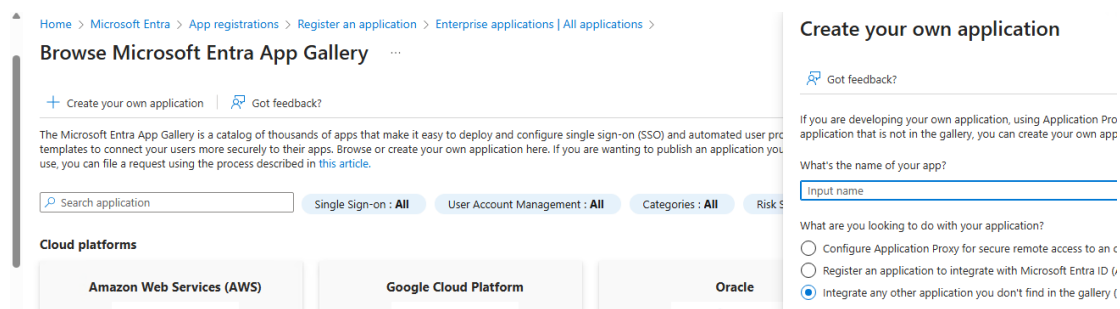 Home > Microsoft Entra > App registrations > Register an application > Enterprise applications | All applications >
Browse Microsoft Entra App Gallery ...
+ Create your own application Got feedback?
The Microsoft Entra App Gallery is a catalog of thousands of apps that make it easy to deploy and configure single sign-on (SSO) and automated user pro
templates to connect your users more securely to their apps. Browse or create your own application here. If you are wanting to publish an application you
use, you can file a request using the process described in this article.
Search application
Single Sign-on : All User Account Management : All Categories : All Risk S
Cloud platforms
Amazon Web Services (AWS) Google Cloud Platform Oracle
Create your own application
Got feedback?
If you are developing your own application, using Application Pro
application that is not in the gallery, you can create your own app
What's the name of your app?
Input name
What are you looking to do with your application?
Configure Application Proxy for secure remote access to an o
Register an application to integrate with Microsoft Entra ID (A
Integrate any other application you don't find in the gallery (